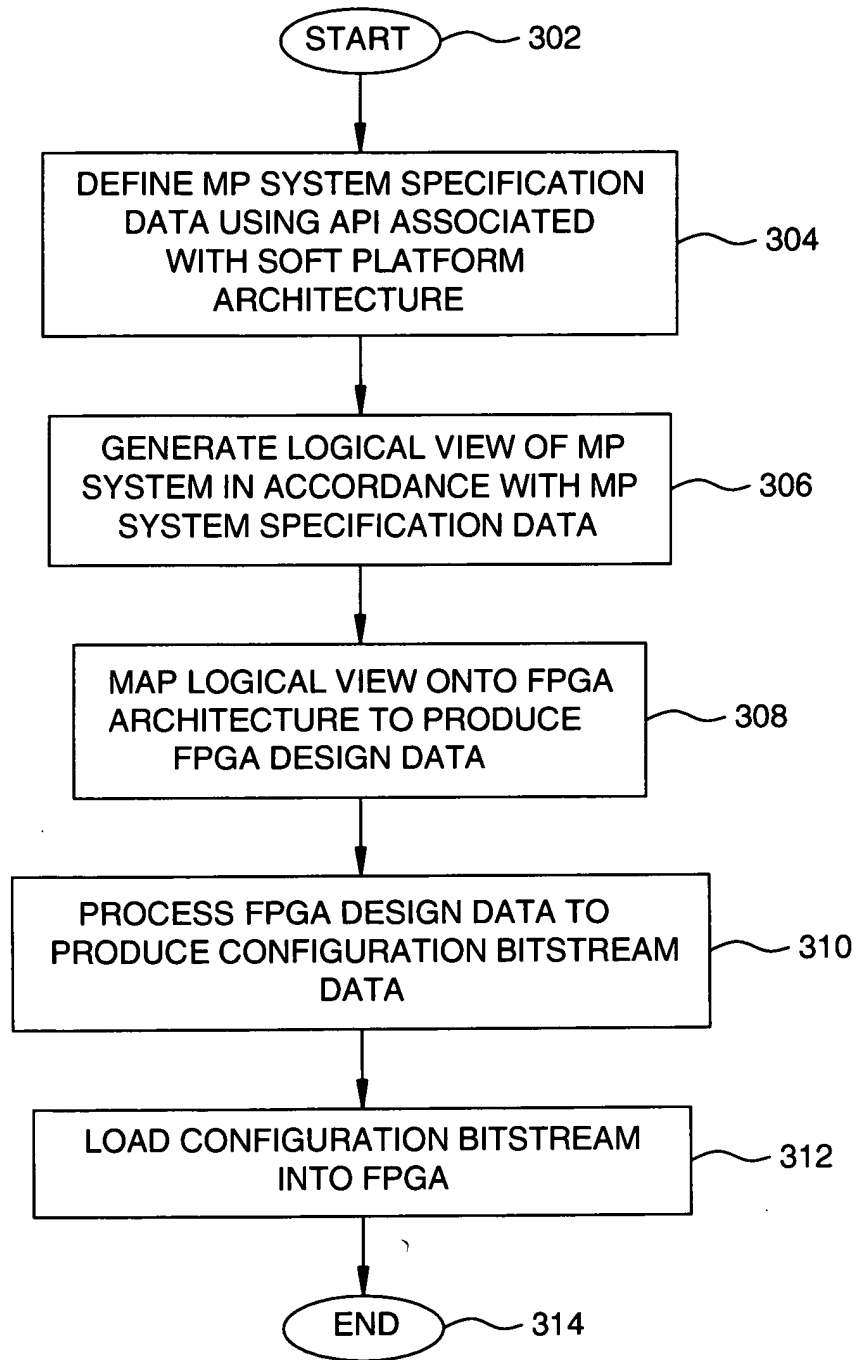 START
302
DEFINE MP SYSTEM SPECIFICATION
DATA USING API ASSOCIATED
WITH SOFT PLATFORM
ARCHITECTURE
304
GENERATE LOGICAL VIEW OF MP
SYSTEM IN ACCORDANCE WITH MP
SYSTEM SPECIFICATION DATA
306
MAP LOGICAL VIEW ONTO FPGA
ARCHITECTURE TO PRODUCE
FPGA DESIGN DATA
308
PROCESS FPGA DESIGN DATA TO
PRODUCE CONFIGURATION BITSTREAM
DATA
310
LOAD CONFIGURATION BITSTREAM
INTO FPGA
312
END
314